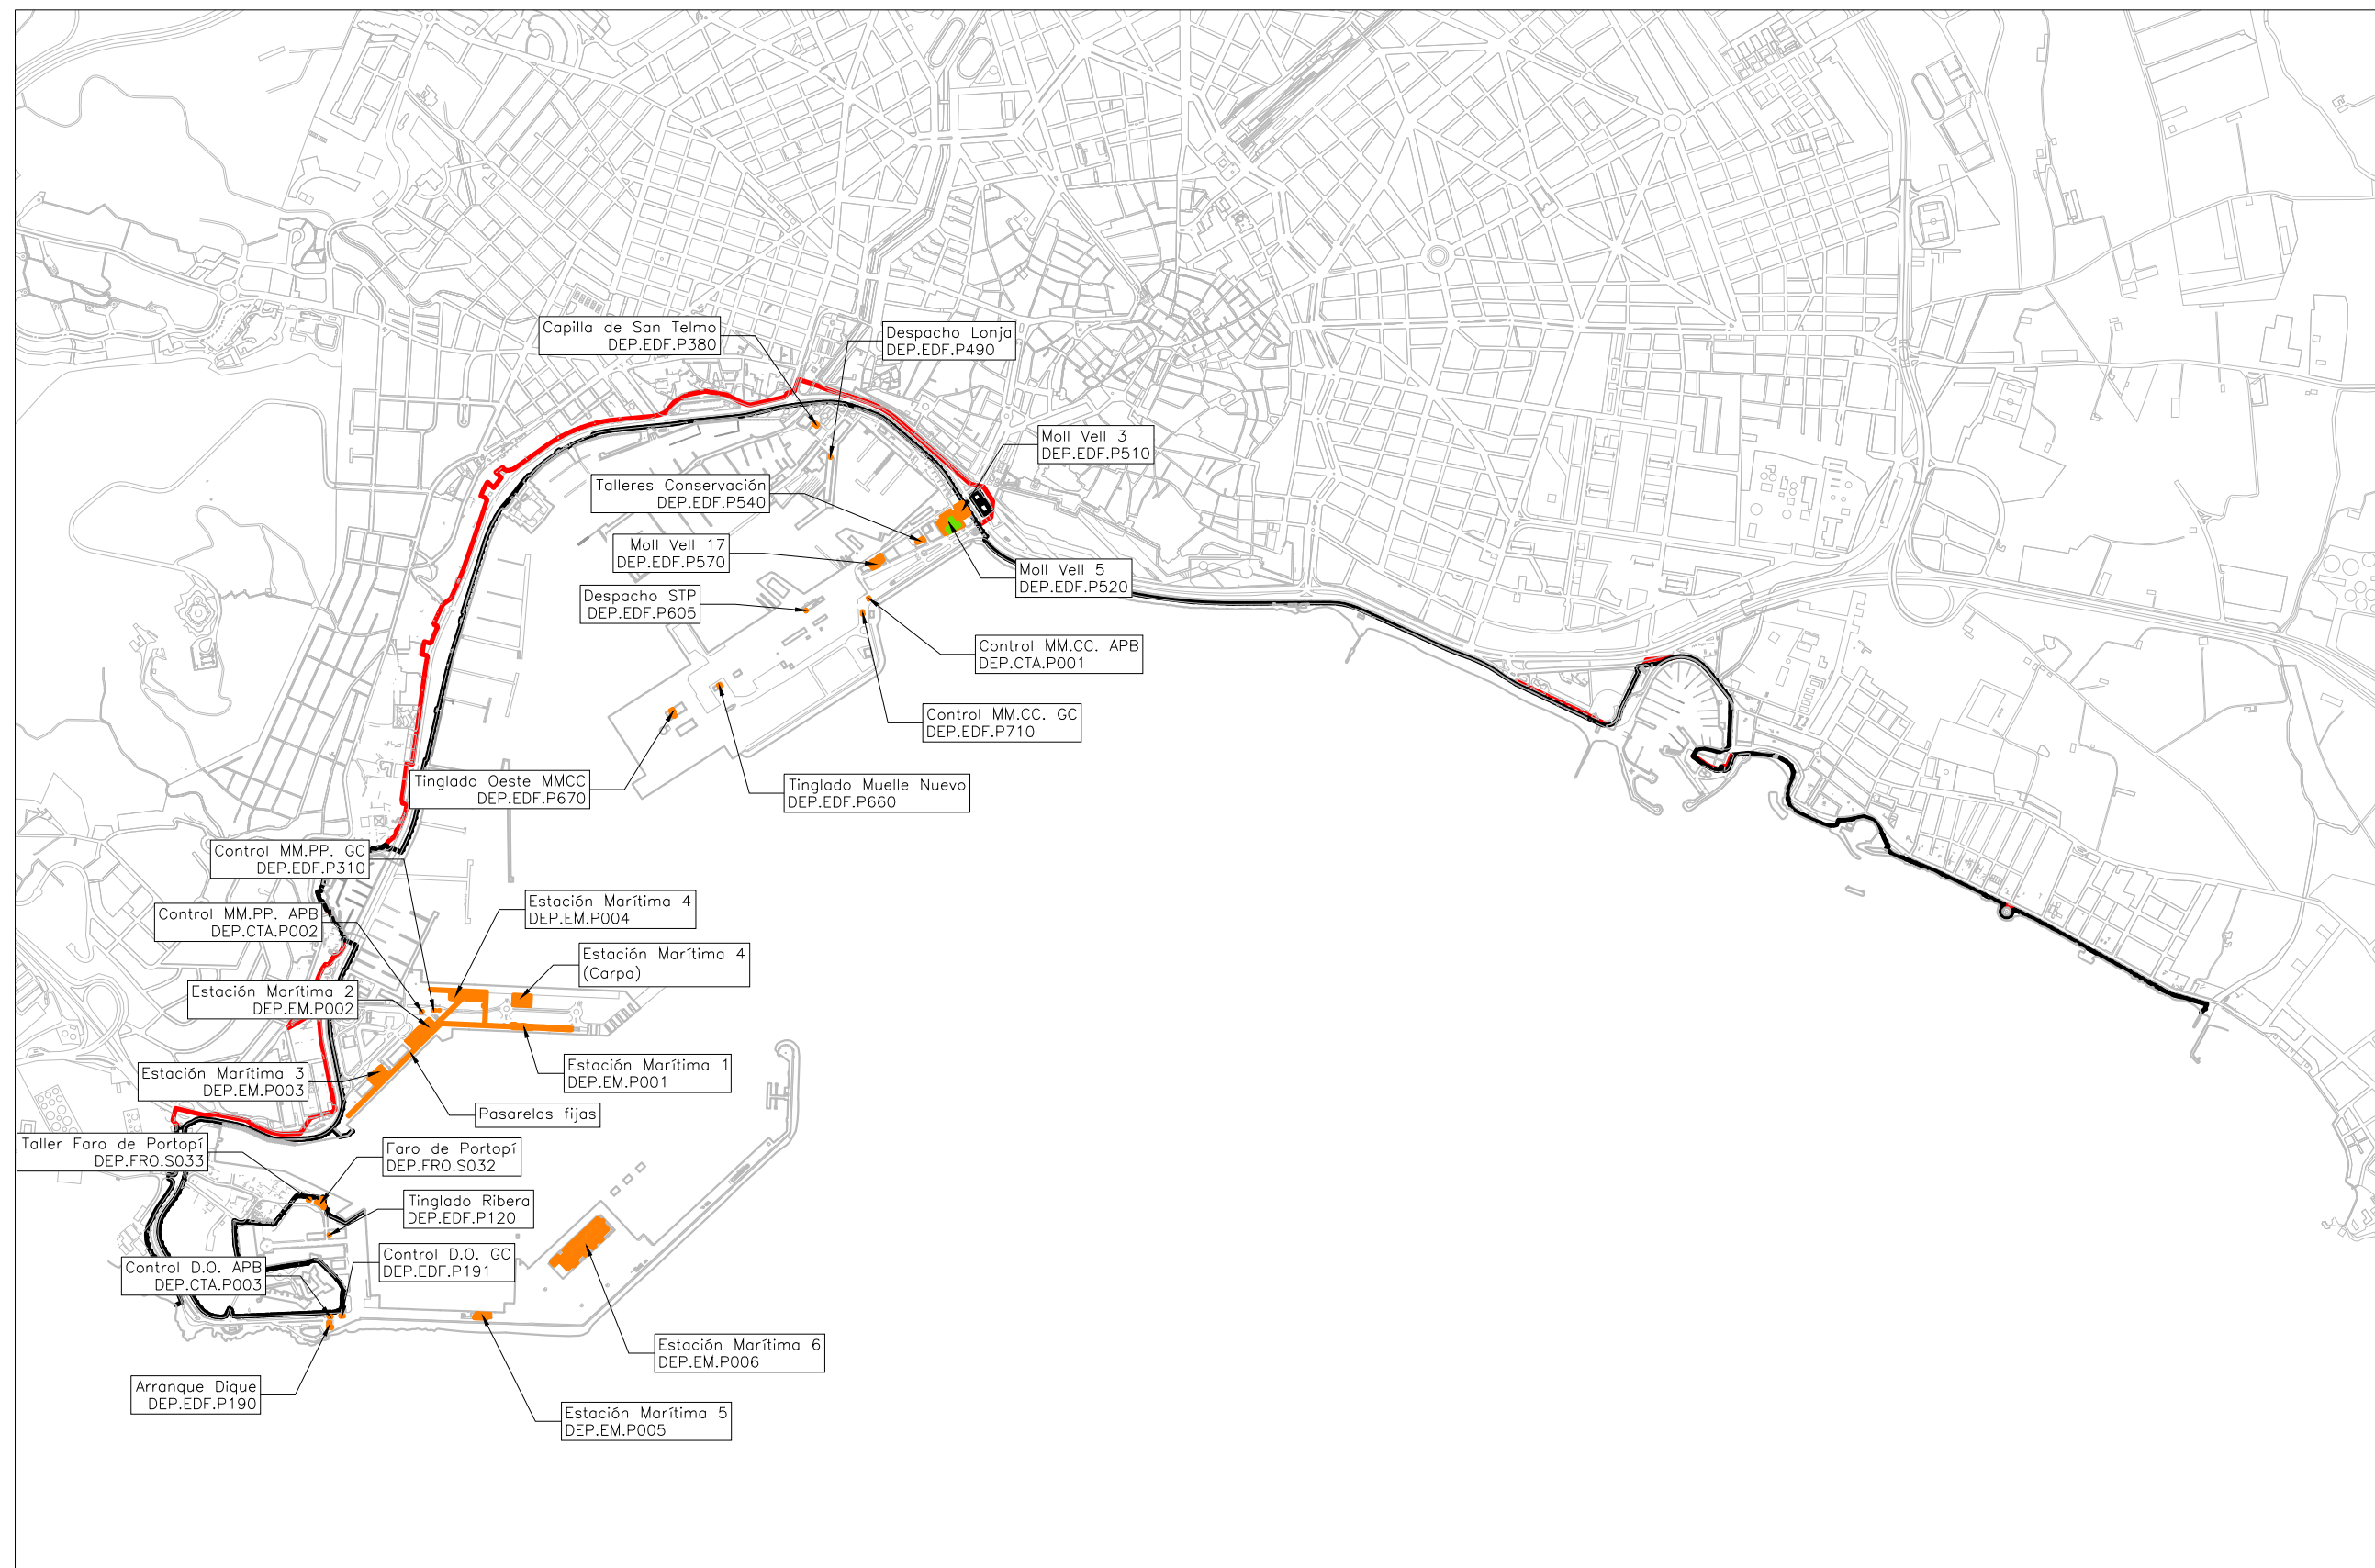 Capilla de San Telmo
DEP.EDF.P380
Despacho Lonja
DEP.EDF.P490
Moll Vell 3
DEP.EDF.P510
Talleres Conservación
DEP.EDF.P540
Moll Vell 17
DEP.EDF.P570
Moll Vell 5
DEP.EDF.P520
Despacho STP
DEP.EDF.P605
Control MM.CC. APB
DEP.CTA.P001
Control MM.CC. GC
DEP.EDF.P710
Tinglado Oeste MMCC
DEP.EDF.P670
Tinglado Muelle Nuevo
DEP.EDF.P660
Control MM.PP. GC
DEP.EDF.P310
Estación Marítima 4
DEP.EM.P004
Control MM.PP. APB
DEP.CTA.P002
Estación Marítima 4
(Carpa)
Estación Marítima 2
DEP.EM.P002
Estación Marítima 1
DEP.EM.P001
Estación Marítima 3
DEP.EM.P003
Pasarelas fijas
Taller Faro de Portopí
DEP.FRO.S033
Faro de Portopí
DEP.FRO.S032
Tinglado Ribera
DEP.EDF.P120
Control D.O. GC
DEP.EDF.P191
Control D.O. APB
DEP.CTA.P003
Estación Marítima 6
DEP.EM.P006
Arranque Dique
DEP.EDF.P190
Estación Marítima 5
DEP.EM.P005